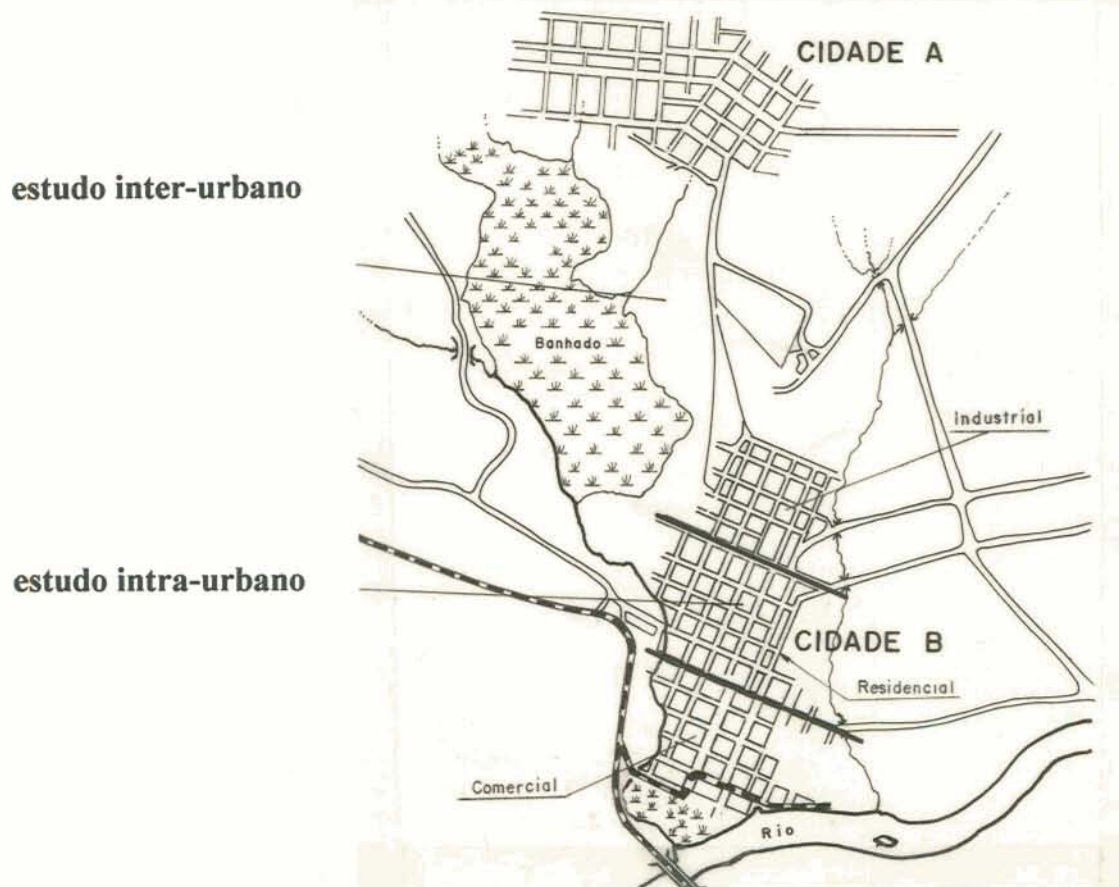 CIDADE A
estudo inter-urbano
Banhado
Industrial
estudo intra-urbano
CIDADE B
Residencial
Comercial
Rio